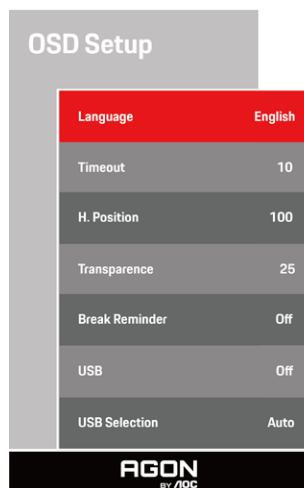 OSD Setup
Language English
Timeout 10
H. Position 100
Transparence 25
Break Reminder Off
USB Off
USB Selection Auto
AGON
BY AOC